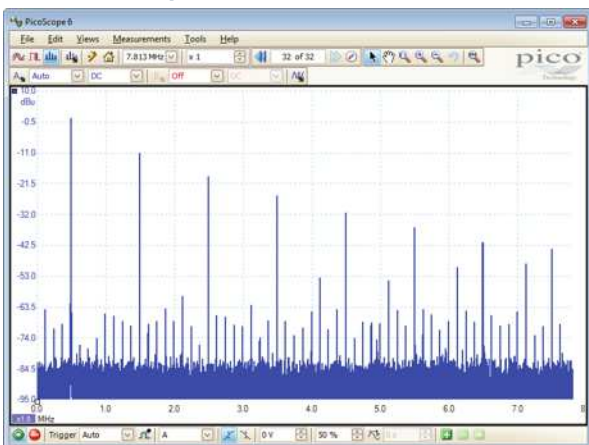 PicoScope 6
File Edit Views Measurements Tools Help
7.813 MHz x 1 32 of 32
pico
Technology
A Auto DC B Off DC
10.0
dBu
-0.5
-11.0
-21.5
-32.0
-42.5
-53.0
-63.5
-74.0
-84.5
-95.0
0.0 1.0 2.0 3.0 4.0 5.0 6.0 7.0 8
x1.0 MHz
Trigger Auto A 0 V 50 %